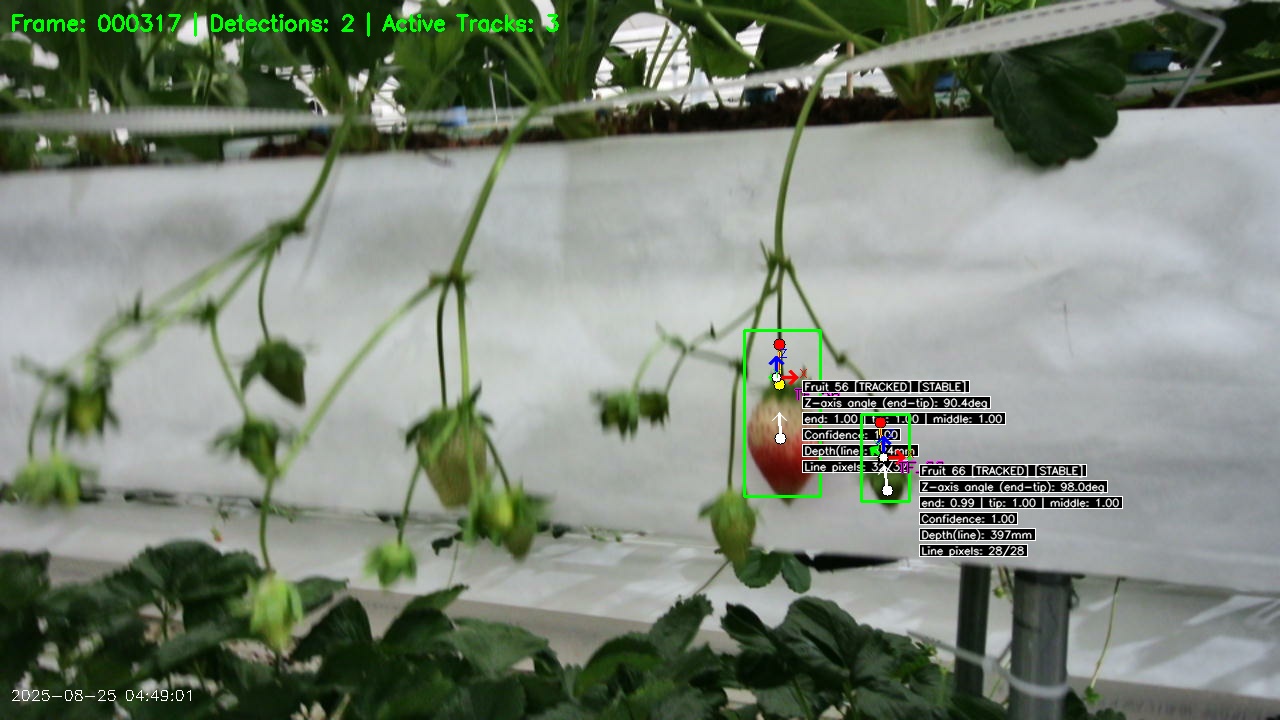 Frame: 000317 | Detections: 2 | Active Tracks: 3
Fruit 56 [TRACKED] [STABLE]
Z-axis angle (end-tip): 90.4deg
end: 1.00 | tip: 1.00 | middle: 1.00
Confidence: 1.00
Depth(line):
Line pixels:
Fruit 66 [TRACKED] [STABLE]
Z-axis angle (end-tip): 98.0deg
end: 0.99 | tip: 1.00 | middle: 1.00
Confidence: 1.00
Depth(line): 397mm
Line pixels: 28/28
2025-08-25 04:49:01